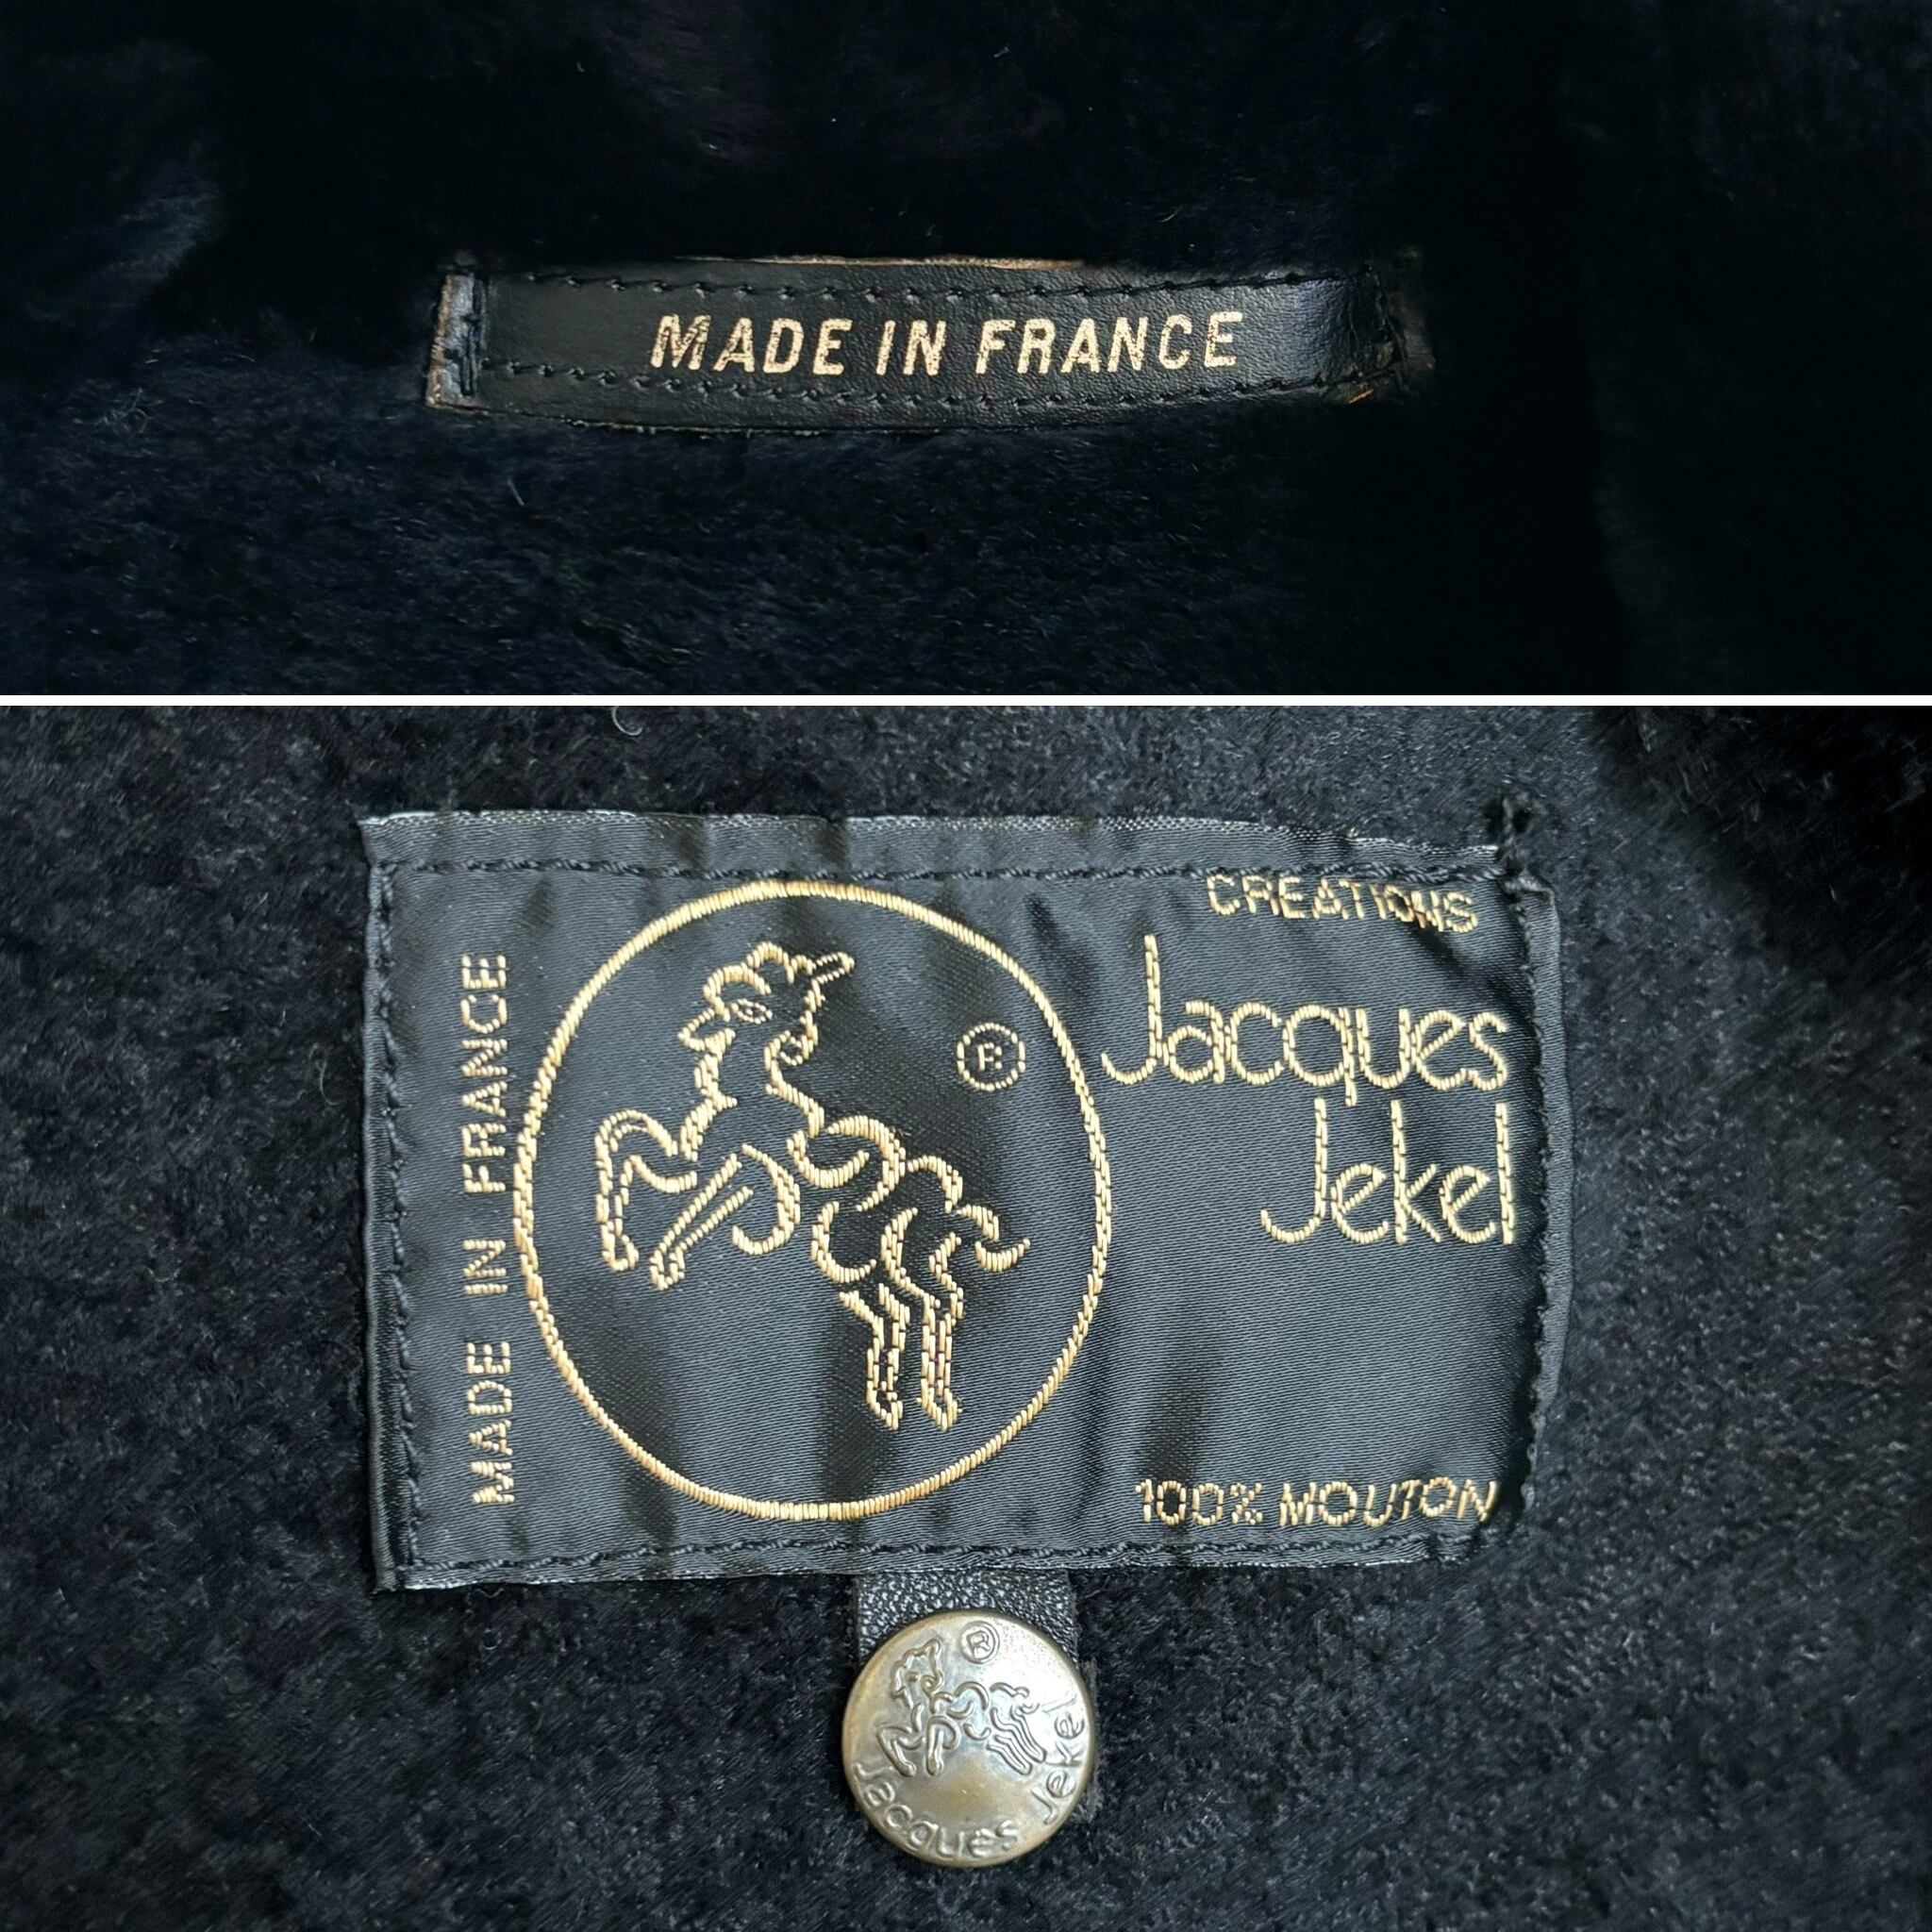 MADE IN FRANCE
MADE IN FRANCE
®
CREATIONS
Jacques
Jekel
100% MOUTON
®
Jacques Jekel